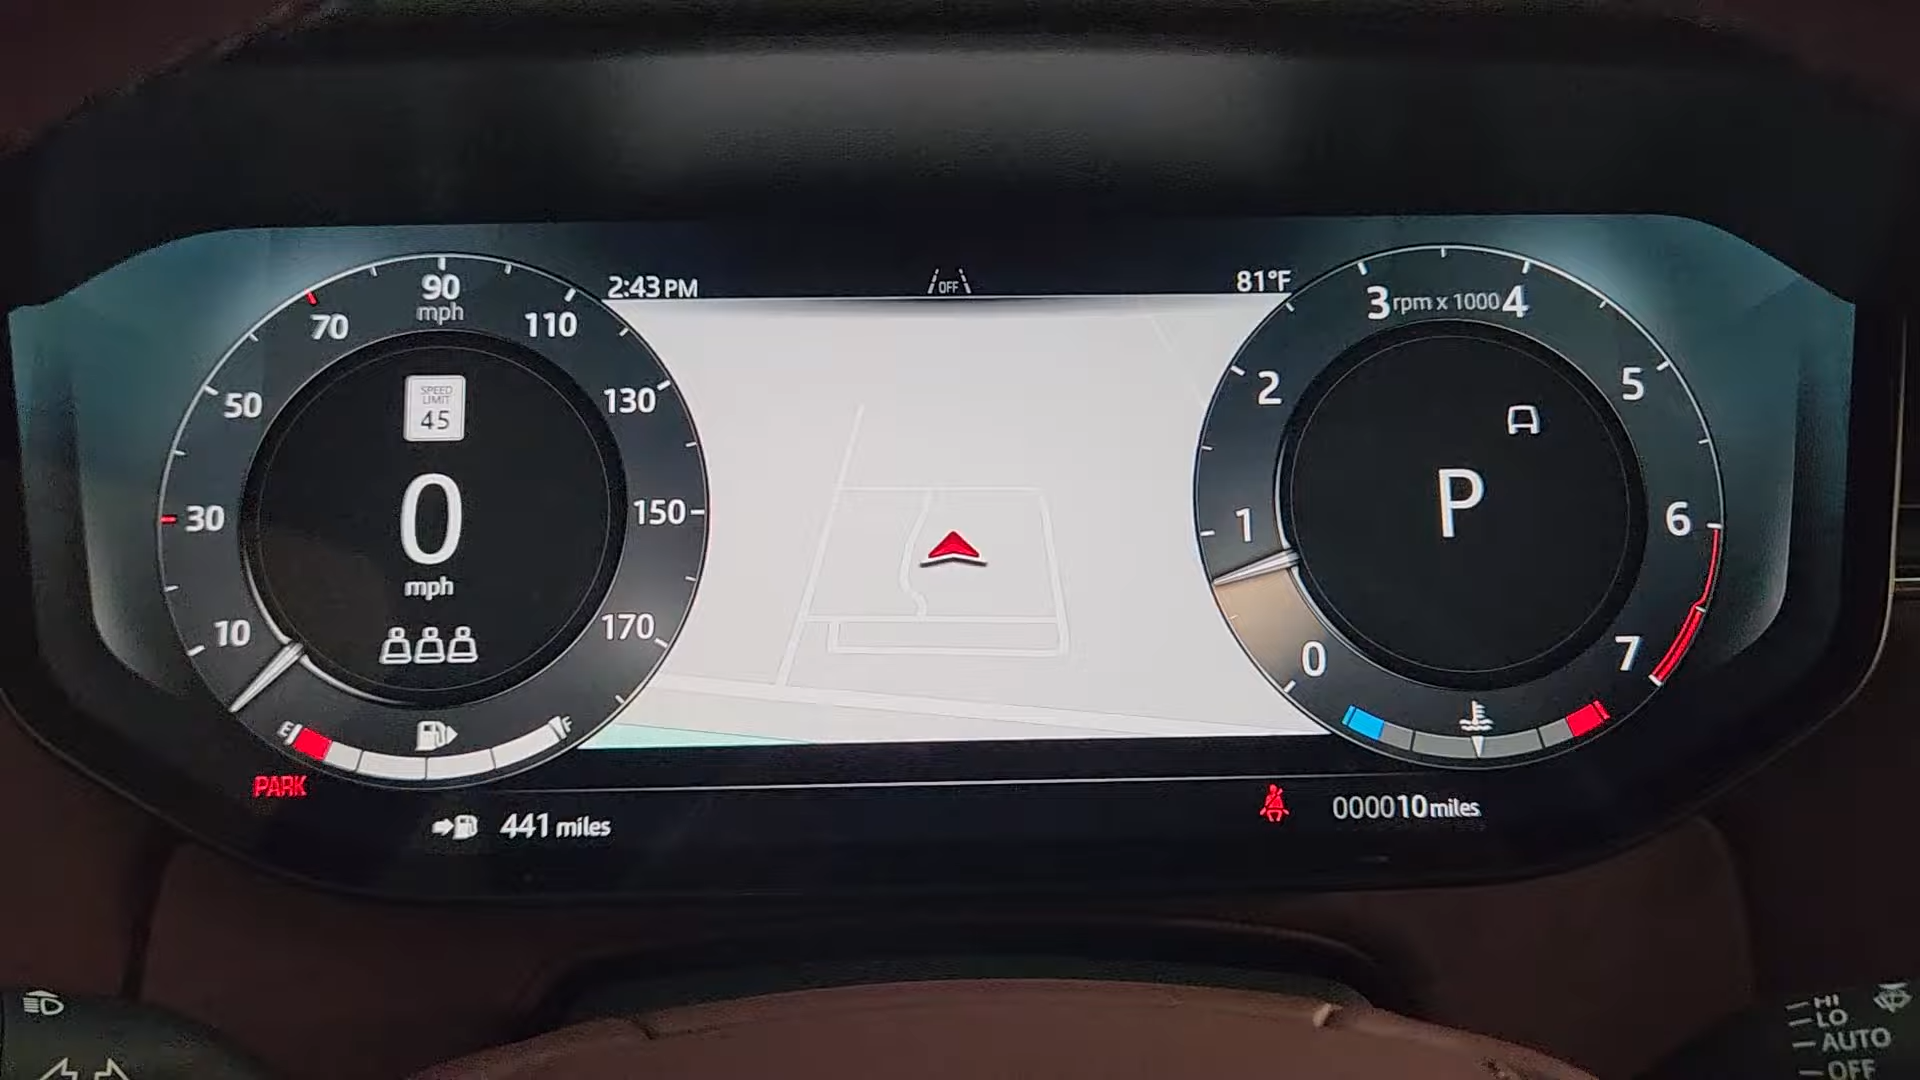 2:43 PM
OFF
81°F
10
30
50
70
90
mph
110
130
150
170
SPEED
LIMIT
45
0
mph
E
F
PARK
441 miles
0
1
2
3 rpm x 1000 4
5
6
7
P
000010 miles
HI
LO
AUTO
OFF